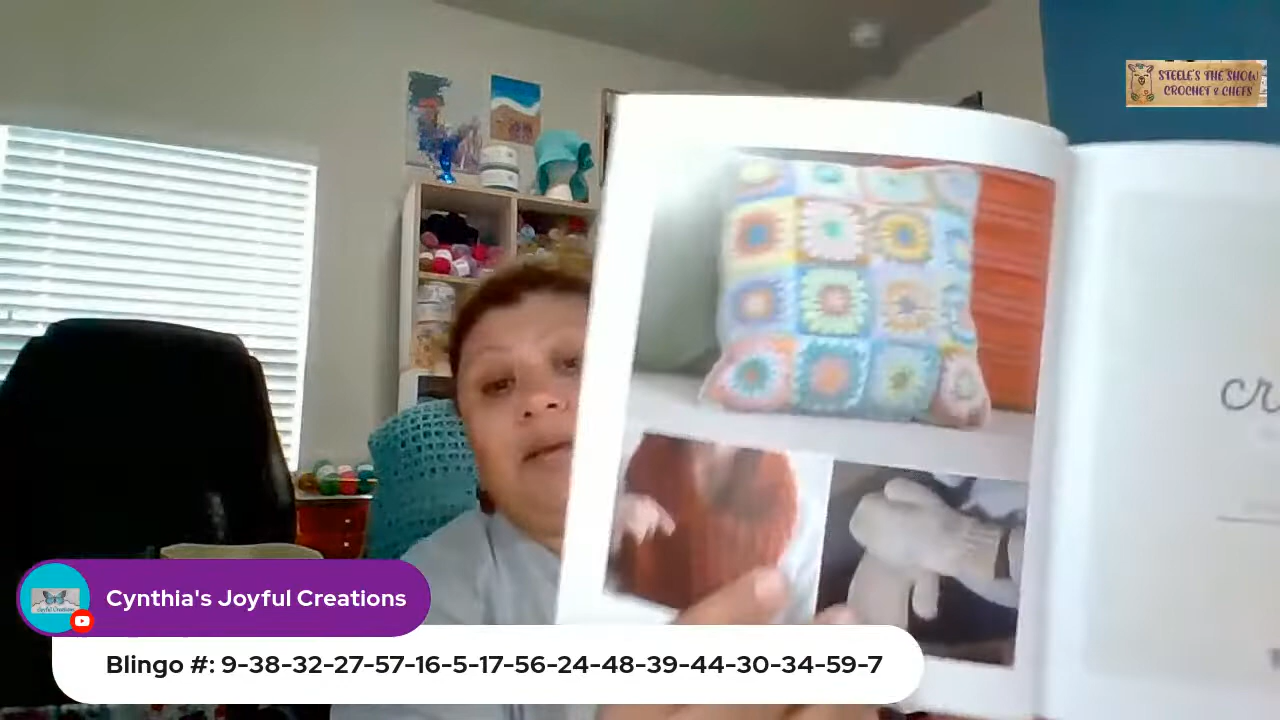 STEELE'S THE SHOW
CROCHET & CHEFS
cr
Cynthia's Joyful Creations
Blingo #: 9-38-32-27-57-16-5-17-56-24-48-39-44-30-34-59-7